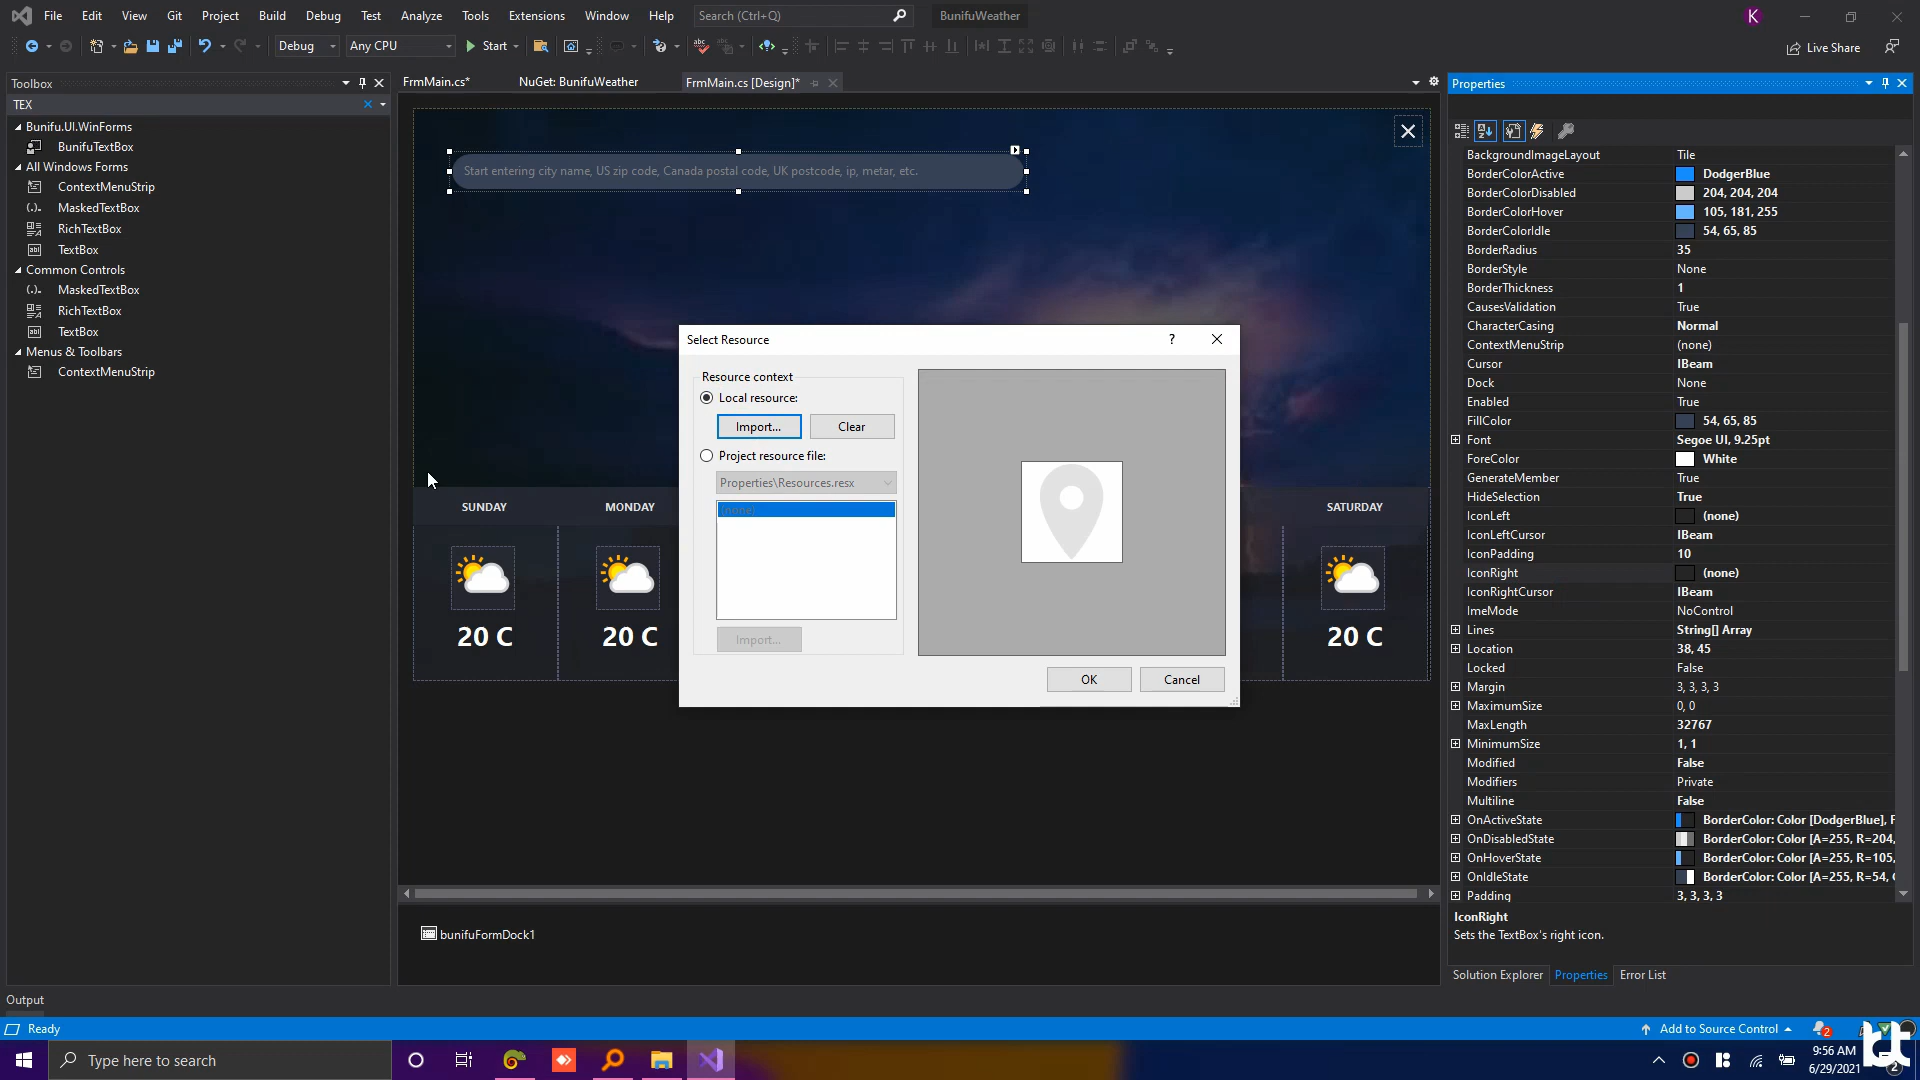 File Edit View Git Project Build Debug Test Analyze Tools Extensions Window Help Search (Ctrl+Q) BunifuWeather K
Debug Any CPU Start Live Share
Toolbox
TEX
Bunifu.UI.WinForms
BunifuTextBox
All Windows Forms
ContextMenuStrip
MaskedTextBox
RichTextBox
TextBox
Common Controls
MaskedTextBox
RichTextBox
TextBox
Menus & Toolbars
ContextMenuStrip
FrmMain.cs* NuGet: BunifuWeather FrmMain.cs [Design]*
Start entering city name, US zip code, Canada postal code, UK postcode, ip, metar, etc.
SUNDAY MONDAY SATURDAY
20 C 20 C 20 C
Select Resource
Resource context
Local resource:
Import... Clear
Project resource file:
Properties\Resources.resx
(none)
Import...
OK Cancel
bunifuFormDock1
Properties
BackgroundImageLayout Tile
BorderColorActive DodgerBlue
BorderColorDisabled 204, 204, 204
BorderColorHover 105, 181, 255
BorderColorIdle 54, 65, 85
BorderRadius 35
BorderStyle None
BorderThickness 1
CausesValidation True
CharacterCasing Normal
ContextMenuStrip (none)
Cursor IBeam
Dock None
Enabled True
FillColor 54, 65, 85
Font Segoe UI, 9.25pt
ForeColor White
GenerateMember True
HideSelection True
IconLeft (none)
IconLeftCursor IBeam
IconPadding 10
IconRight (none)
IconRightCursor IBeam
ImeMode NoControl
Lines String[] Array
Location 38, 45
Locked False
Margin 3, 3, 3, 3
MaximumSize 0, 0
MaxLength 32767
MinimumSize 1, 1
Modified False
Modifiers Private
Multiline False
OnActiveState BorderColor: Color [DodgerBlue], F
OnDisabledState BorderColor: Color [A=255, R=204,
OnHoverState BorderColor: Color [A=255, R=105,
OnIdleState BorderColor: Color [A=255, R=54, G
Padding 3, 3, 3, 3
IconRight
Sets the TextBox's right icon.
Solution Explorer Properties Error List
Output
Ready Add to Source Control 2
Type here to search
9:56 AM
6/29/2021
2